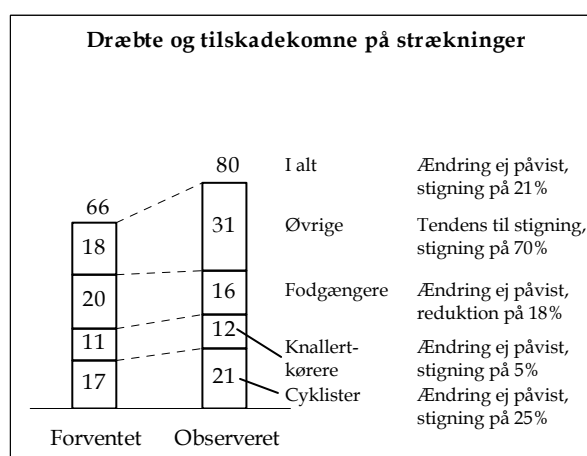 Dræbte og tilskadekomne på strækninger
80 I alt Ændring ej påvist,
stigning på 21%
66
18 31 Øvrige Tendens til stigning,
stigning på 70%
20 16 Fodgængere Ændring ej påvist,
reduktion på 18%
11 12 Knallert-
kørere Ændring ej påvist,
stigning på 5%
17 21 Cyklister Ændring ej påvist,
stigning på 25%
Forventet Observeret